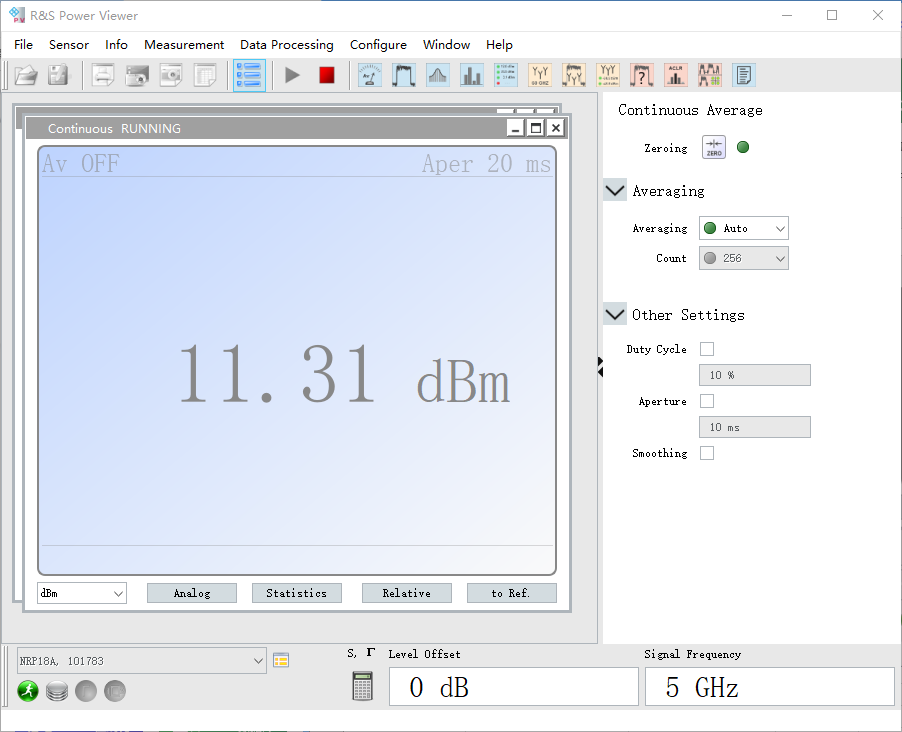 R&S Power Viewer
File Sensor Info Measurement Data Processing Configure Window Help
Continuous RUNNING
Av OFF Aper 20 ms
11.31 dBm
dBm Analog Statistics Relative to Ref.
Continuous Average
Zeroing ZERO
Averaging
Averaging Auto
Count 256
Other Settings
Duty Cycle
10 %
Aperture
10 ms
Smoothing
NRP18A, 101783
S, Γ Level Offset Signal Frequency
0 dB 5 GHz